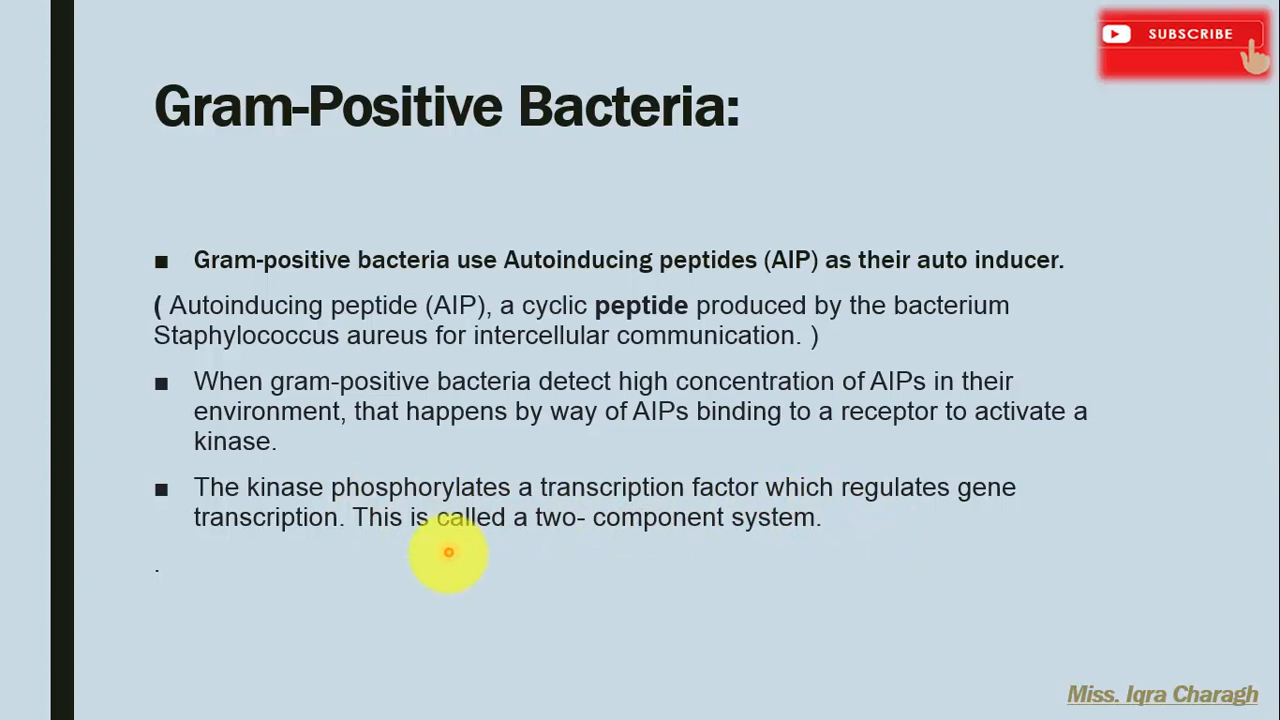 SUBSCRIBE
Gram-Positive Bacteria:
■ Gram-positive bacteria use Autoinducing peptides (AIP) as their auto inducer.
( Autoinducing peptide (AIP), a cyclic peptide produced by the bacterium
Staphylococcus aureus for intercellular communication. )
■ When gram-positive bacteria detect high concentration of AIPs in their
environment, that happens by way of AIPs binding to a receptor to activate a
kinase.
■ The kinase phosphorylates a transcription factor which regulates gene
transcription. This is called a two- component system.
.
Miss. Iqra Charagh